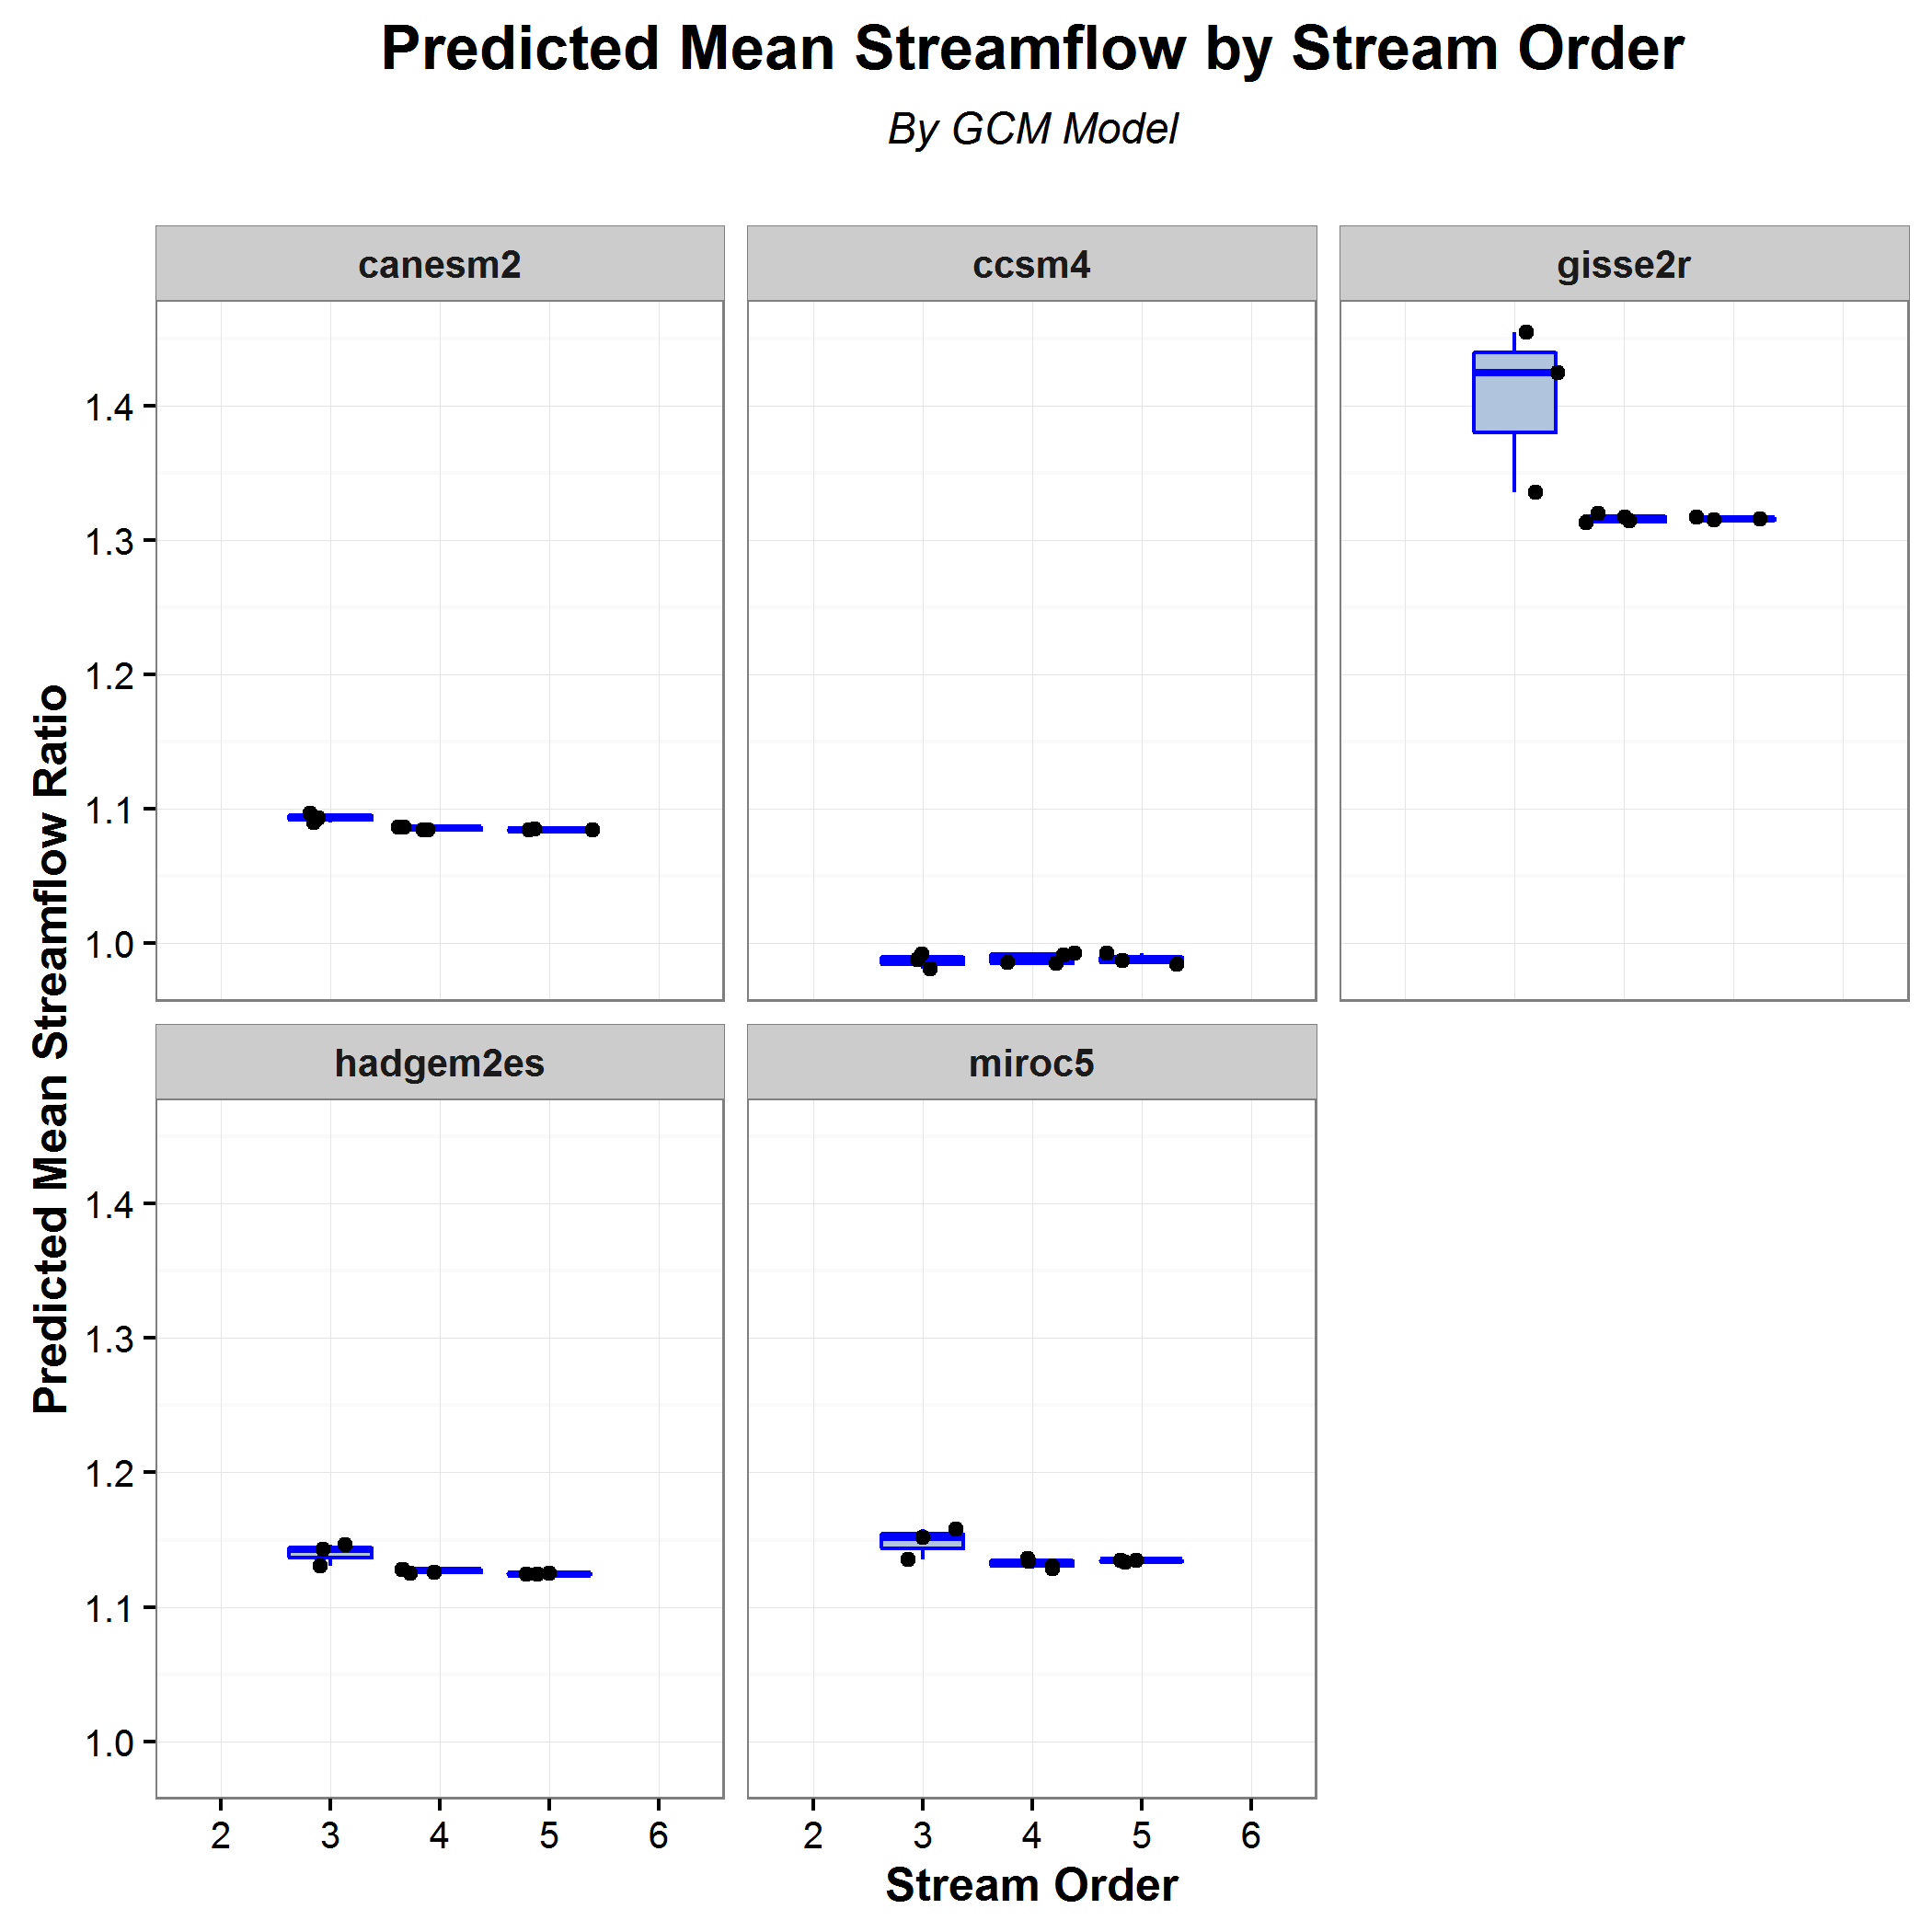 Predicted Mean Streamflow by Stream Order
By GCM Model
canesm2
ccsm4
gisse2r
1.4
1.3
1.2
1.1
1.0
Predicted Mean Streamflow Ratio
hadgem2es
miroc5
1.4
1.3
1.2
1.1
1.0
2 3 4 5 6
2 3 4 5 6
Stream Order